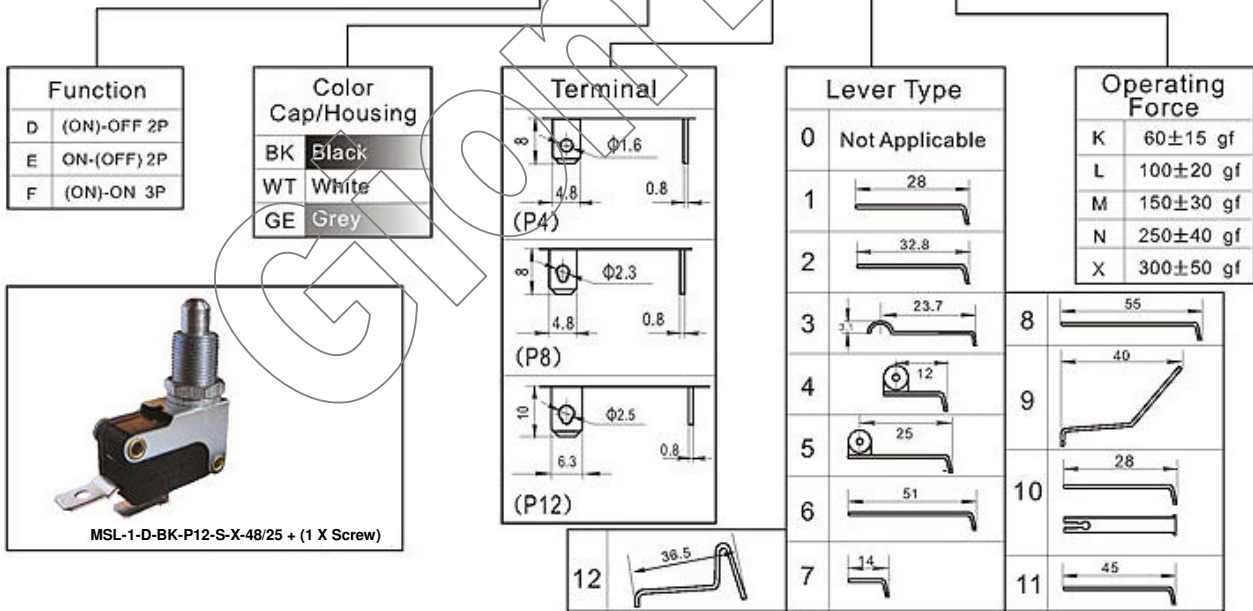 Function
D (ON)-OFF 2P
E ON-(OFF) 2P
F (ON)-ON 3P
Color
Cap/Housing
BK Black
WT White
GE Grey
Terminal
8 Φ1.6
4.8 0.8
(P4)
8 Φ2.3
4.8 0.8
(P8)
10 Φ2.5
6.3 0.8
(P12)
Lever Type
0 Not Applicable
1 28
2 32.8
3 3.1 23.7
4 12
5 25
6 51
7 14
8 55
9 40
10 28
11 45
12 36.5
Operating
Force
K 60±15 gf
L 100±20 gf
M 150±30 gf
N 250±40 gf
X 300±50 gf
MSL-1-D-BK-P12-S-X-48/25 + (1 X Screw)